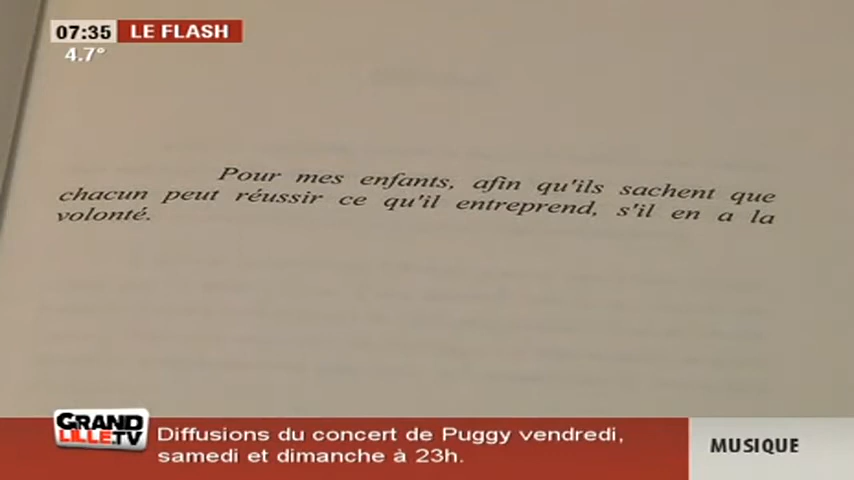 07:35 LE FLASH
4.7°
Pour mes enfants, afin qu'ils sachent que
chacun peut réussir ce qu'il entreprend, s'il en a la
volonté.
GRAND
LILLE.TV
Diffusions du concert de Puggy vendredi,
samedi et dimanche à 23h.
MUSIQUE